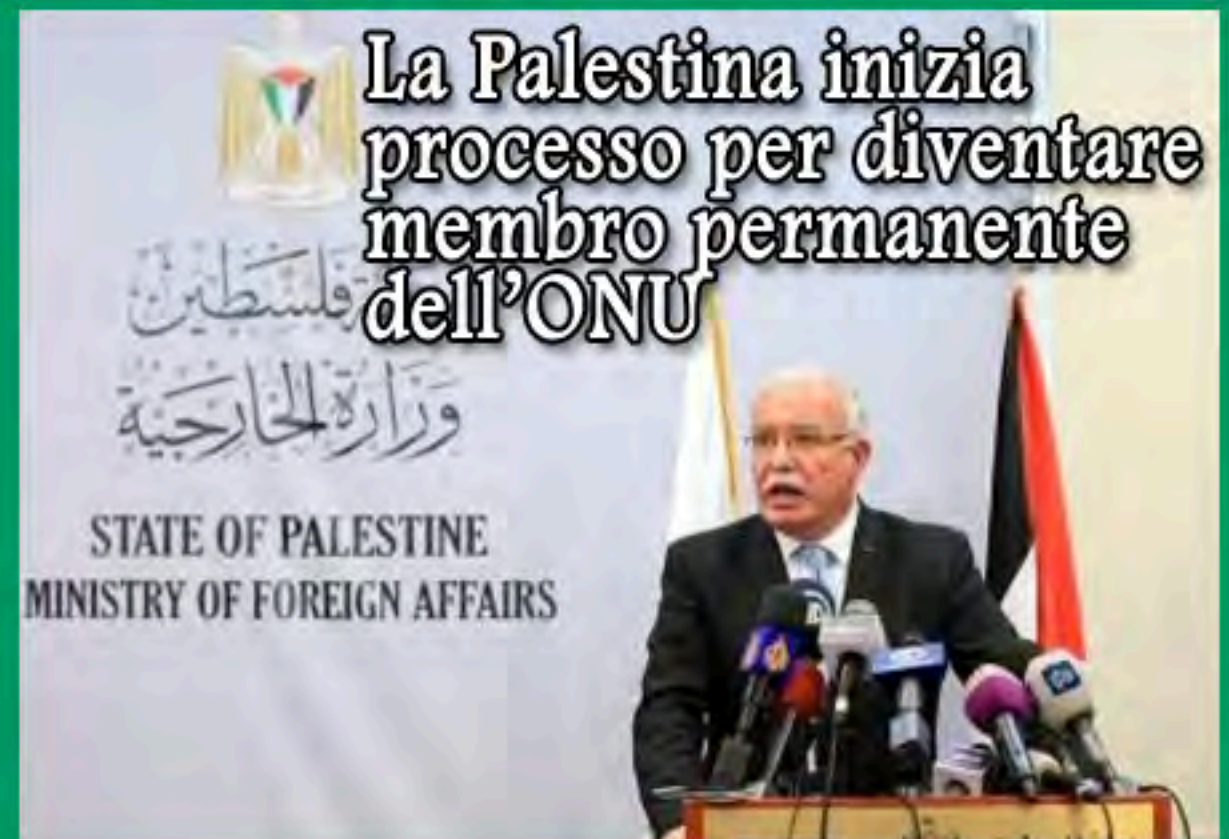 La Palestina inizia
processo per diventare
membro permanente
dell'ONU
فلسطين
وزارة الخارجية
STATE OF PALESTINE
MINISTRY OF FOREIGN AFFAIRS